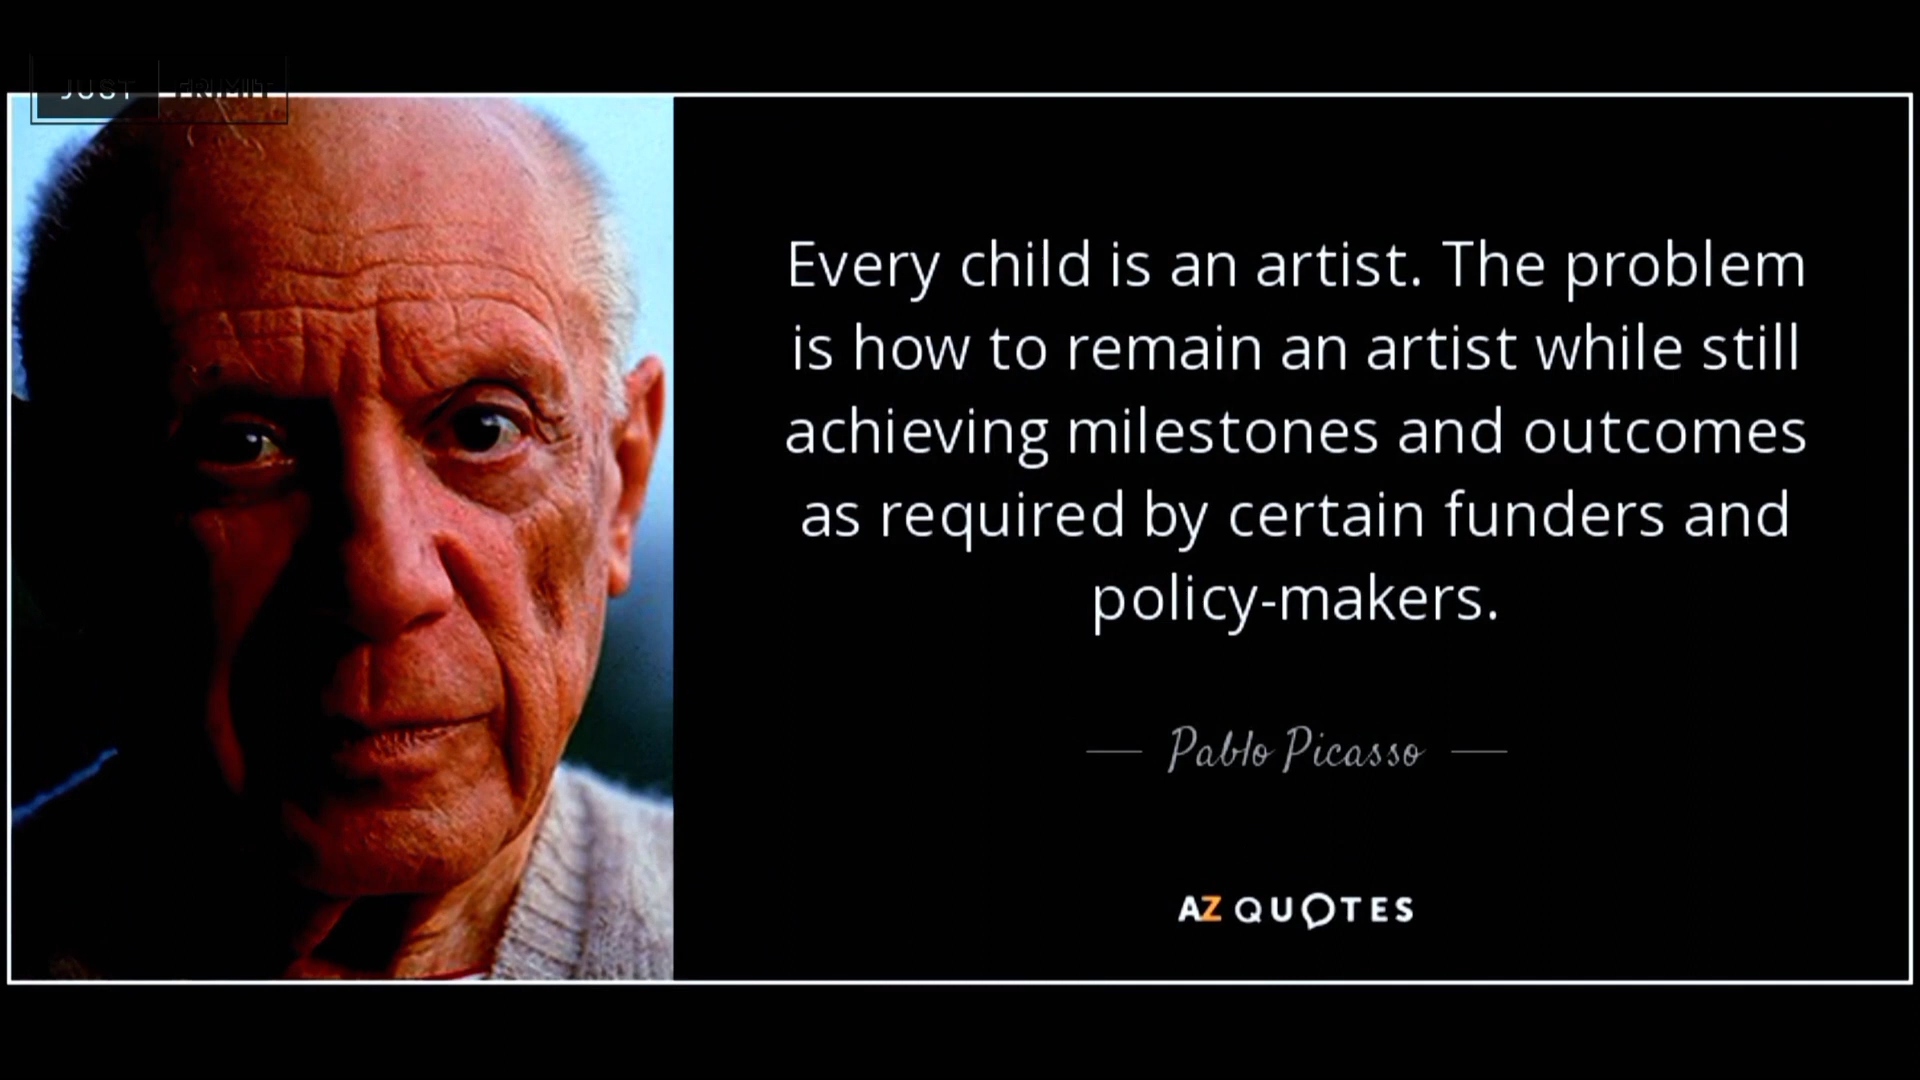 JUST
Every child is an artist. The problem
is how to remain an artist while still
achieving milestones and outcomes
as required by certain funders and
policy-makers.
Pablo Picasso
AZ QUOTES